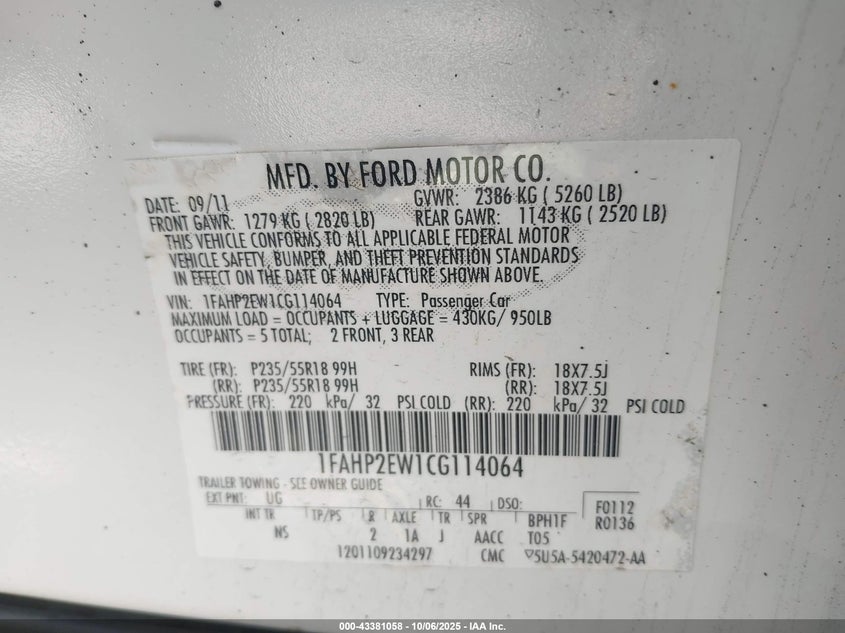 MFD. BY FORD MOTOR CO.
DATE: 09/11 GVWR: 2386 KG ( 5260 LB)
FRONT GAWR: 1279 KG ( 2820 LB) REAR GAWR: 1143 KG ( 2520 LB)
THIS VEHICLE CONFORMS TO ALL APPLICABLE FEDERAL MOTOR
VEHICLE SAFETY, BUMPER, AND THEFT PREVENTION STANDARDS
IN EFFECT ON THE DATE OF MANUFACTURE SHOWN ABOVE.
VIN: 1FAHP2EW1CG114064 TYPE: Passenger Car
MAXIMUM LOAD = OCCUPANTS + LUGGAGE = 430KG/ 950LB
OCCUPANTS = 5 TOTAL; 2 FRONT, 3 REAR
TIRE (FR): P235/55R18 99H RIMS (FR): 18X7.5J
(RR): P235/55R18 99H (RR): 18X7.5J
PRESSURE (FR): 220 kPa/ 32 PSI COLD (RR): 220 kPa/ 32 PSI COLD
1FAHP2EW1CG114064
TRAILER TOWING - SEE OWNER GUIDE
EXT PNT: UG RC: 44 DSO: F0112
INT TR TP/PS R AXLE TR SPR BPH1F R0136
NS 2 1A J AACC T05
1201109234297 CMC ▽5U5A-5420472-AA
000-43381058 - 10/06/2025 - IAA Inc.